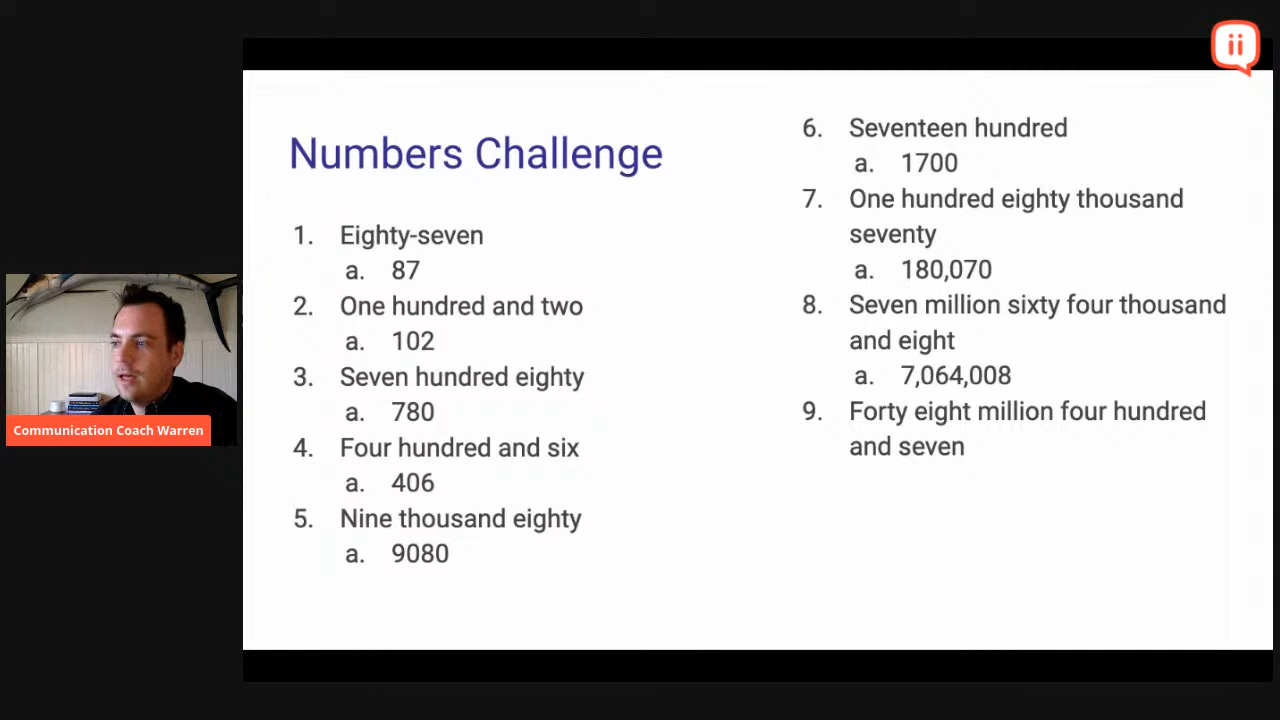 Numbers Challenge
1. Eighty-seven
a. 87
2. One hundred and two
a. 102
3. Seven hundred eighty
a. 780
4. Four hundred and six
a. 406
5. Nine thousand eighty
a. 9080
6. Seventeen hundred
a. 1700
7. One hundred eighty thousand
seventy
a. 180,070
8. Seven million sixty four thousand
and eight
a. 7,064,008
9. Forty eight million four hundred
and seven
Communication Coach Warren
ii